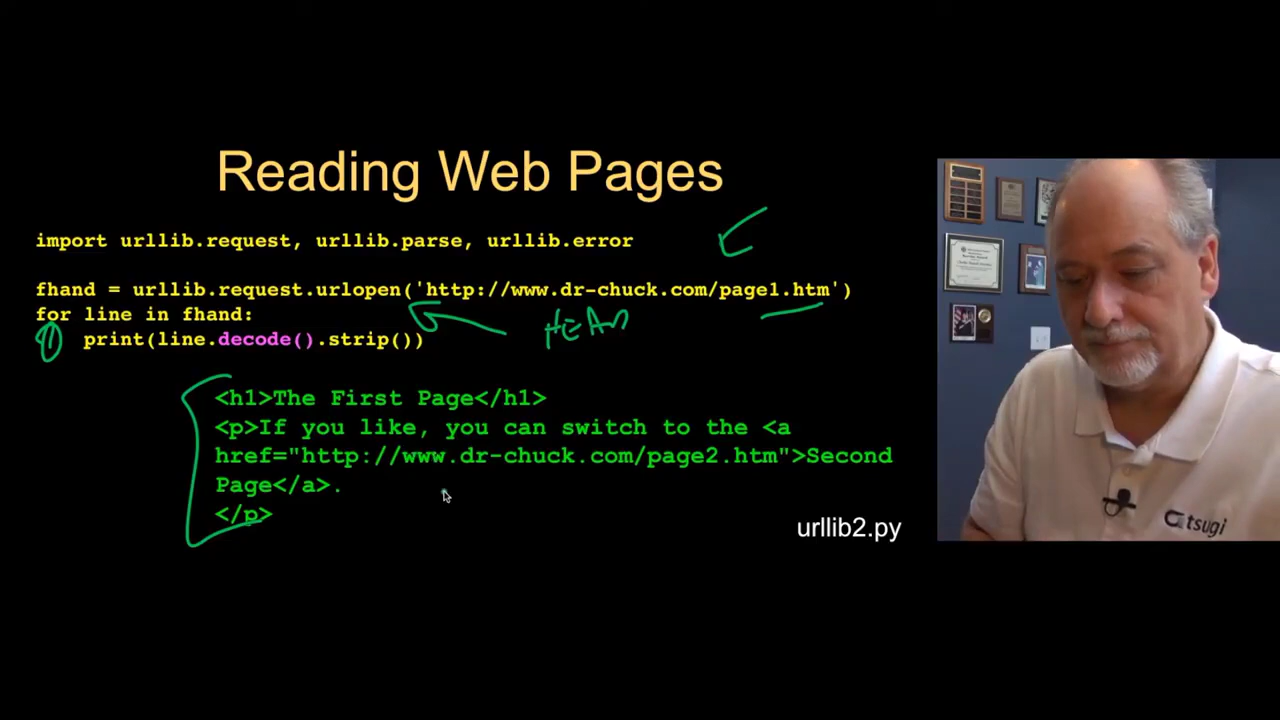 Reading Web Pages
import urllib.request, urllib.parse, urllib.error
fhand = urllib.request.urlopen('http://www.dr-chuck.com/page1.htm')
for line in fhand:
print(line.decode().strip())
HEAD
<h1>The First Page</h1>
<p>If you like, you can switch to the <a
href="http://www.dr-chuck.com/page2.htm">Second
Page</a>.
</p>
urllib2.py
tsugi